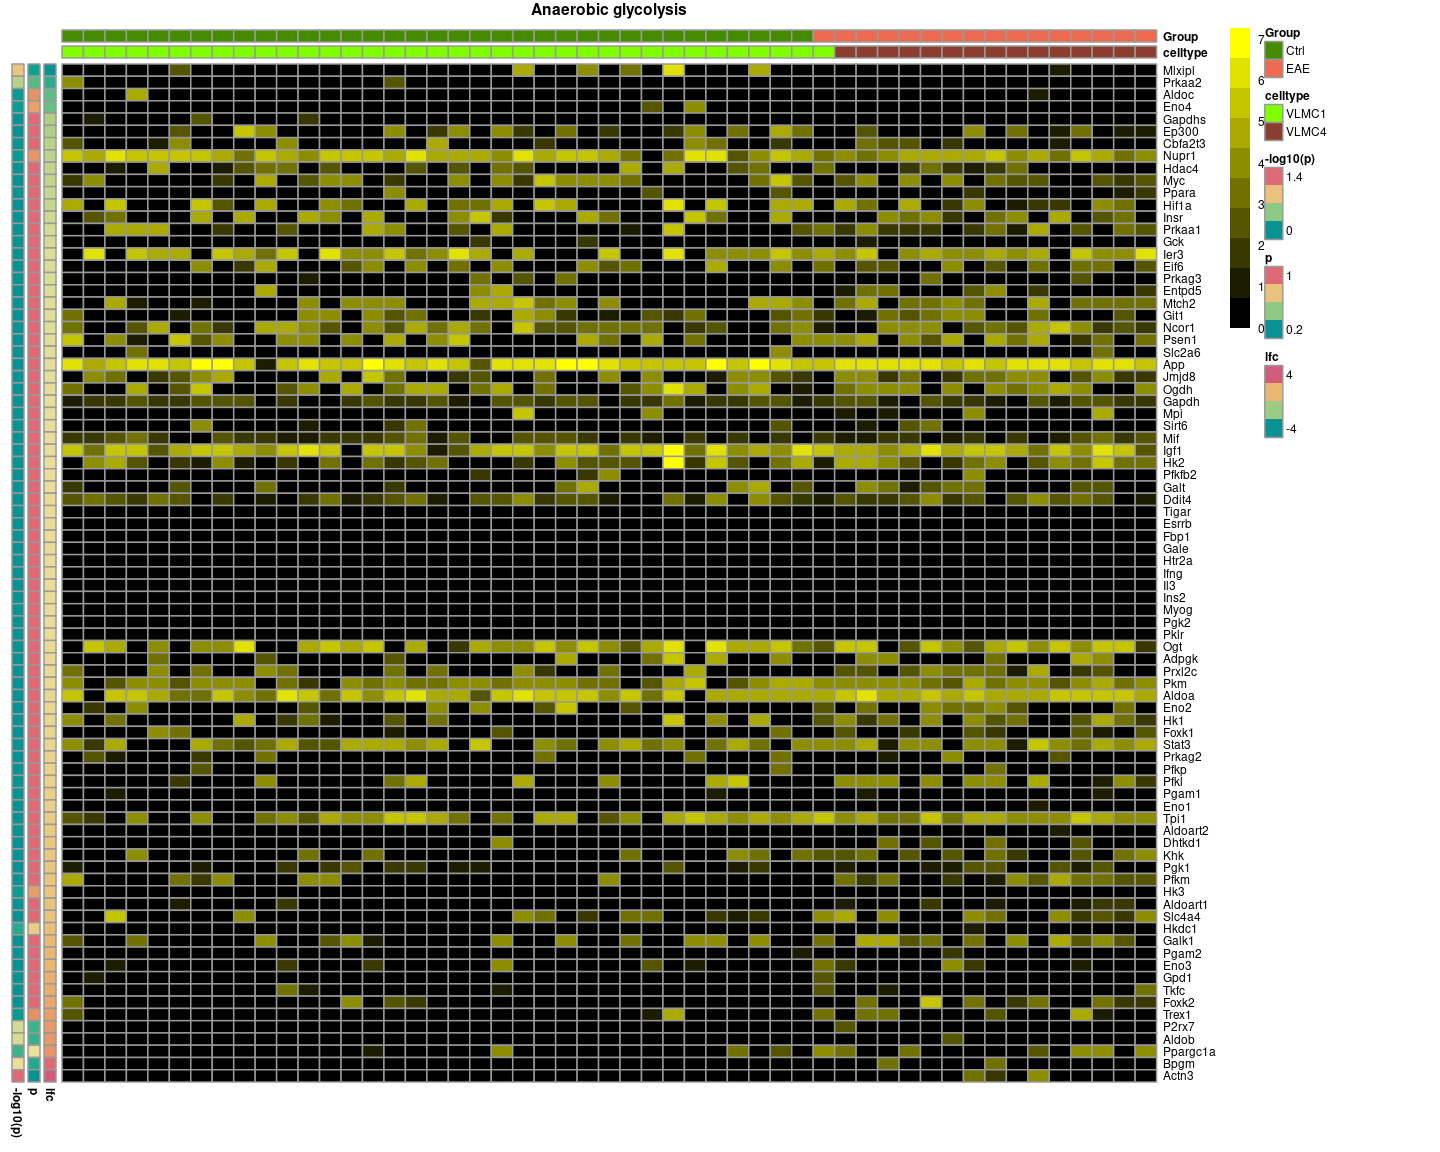 Anaerobic glycolysis
Group
celltype
Mlxipl
Prkaa2
Aldoc
Eno4
Gapdhs
Ep300
Cbfa2t3
Nupr1
Hdac4
Myc
Ppara
Hif1a
Insr
Prkaa1
Gck
Ier3
Eif6
Prkag3
Entpd5
Mtch2
Git1
Ncor1
Psen1
Slc2a6
App
Jmjd8
Ogdh
Gapdh
Mpi
Sirt6
Mif
Igf1
Hk2
Pfkfb2
Galt
Ddit4
Tigar
Esrrb
Fbp1
Gale
Htr2a
Ifng
Il3
Ins2
Myog
Pgk2
Pklr
Ogt
Adpgk
Prxl2c
Pkm
Aldoa
Eno2
Hk1
Foxk1
Stat3
Prkag2
Pfkp
Pfkl
Pgam1
Eno1
Tpi1
Aldoart2
Dhtkd1
Khk
Pgk1
Pfkm
Hk3
Aldoart1
Slc4a4
Hkdc1
Galk1
Pgam2
Eno3
Gpd1
Tkfc
Foxk2
Trex1
P2rx7
Aldob
Ppargc1a
Bpgm
Actn3
-log10(p)
p
lfc
7
6
5
4
3
2
1
0
Group
Ctrl
EAE
celltype
VLMC1
VLMC4
-log10(p)
1.4
0
p
1
0.2
lfc
4
-4